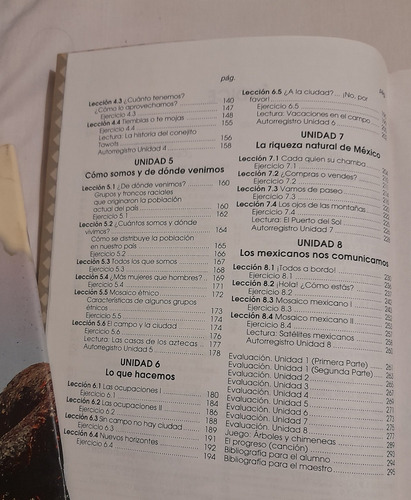 pág.
Lección 4.3 ¿Cuánto tenemos?
¿Cómo lo aprovechamos? 140
Ejercicio 4.3 147
Lección 4.4 Tiemblas o te mojas 148
Ejercicio 4.4 155
Lectura: La historia del conejito
Tawots 156
Autorregistro Unidad 4 158
UNIDAD 5
Cómo somos y de dónde venimos
Lección 5.1 ¿De dónde venimos? 160
Grupos y troncos raciales
que originaron la población
actual del país 160
Ejercicio 5.1 162
Lección 5.2 ¿Cuántos somos y dónde
vivimos? 164
Cómo se distribuye la población
en nuestro país 165
Ejercicio 5.2 166
Lección 5.3 Todos los que somos 167
Ejercicio 5.3 168
Lección 5.4 ¿Más mujeres que hombres? 169
Ejercicio 5.4 171
Lección 5.5 Mosaico étnico 172
Características de algunos grupos
étnicos 173
Ejercicio 5.5 174
Lección 5.6 El campo y la ciudad 174
Ejercicio 5.6 176
Lectura: Las casas de los aztecas 177
Autorregistro Unidad 5 178
UNIDAD 6
Lo que hacemos
Lección 6.1 Las ocupaciones I 180
Ejercicio 6.1 184
Lección 6.2 Las ocupaciones II 186
Ejercicio 6.2 188
Lección 6.3 Sin campo no hay ciudad 189
Ejercicio 6.3 191
Lección 6.4 Nuevos horizontes 192
Ejercicio 6.4 194
Lección 6.5 ¿A la ciudad?... ¡No, por
favor!
Ejercicio 6.5
Lectura: Vacaciones en el campo
Autorregistro Unidad 6
UNIDAD 7
La riqueza natural de México
Lección 7.1 Cada quien su chamba
Ejercicio 7.1
Lección 7.2 ¿Compras o vendes?
Ejercicio 7.2
Lección 7.3 Vamos de paseo
Ejercicio 7.3
Lección 7.4 Los ojos de las montañas
Ejercicio 7.4
Lectura: El Puerto del Sol
Autorregistro Unidad 7
UNIDAD 8
Los mexicanos nos comunicamos
Lección 8.1 ¡Todos a bordo!
Ejercicio 8.1
Lección 8.2 ¡Hola! ¿Cómo estás?
Ejercicio 8.2
Lección 8.3 Mosaico mexicano I
Ejercicio 8.3
Lección 8.4 Mosaico mexicano II
Ejercicio 8.4
Lectura: Satélites mexicanos
Autorregistro Unidad 8
Evaluación. Unidad 1 (Primera Parte)
Evaluación. Unidad 1 (Segunda Parte)
Evaluación. Unidad 2
Evaluación. Unidad 3
Evaluación. Unidad 4
Evaluación. Unidad 5
Evaluación. Unidad 6
Evaluación. Unidad 7
Evaluación. Unidad 8
Juego: Árboles y chimeneas
El progreso (canción)
Bibliografía para el alumno
Bibliografía para el maestro